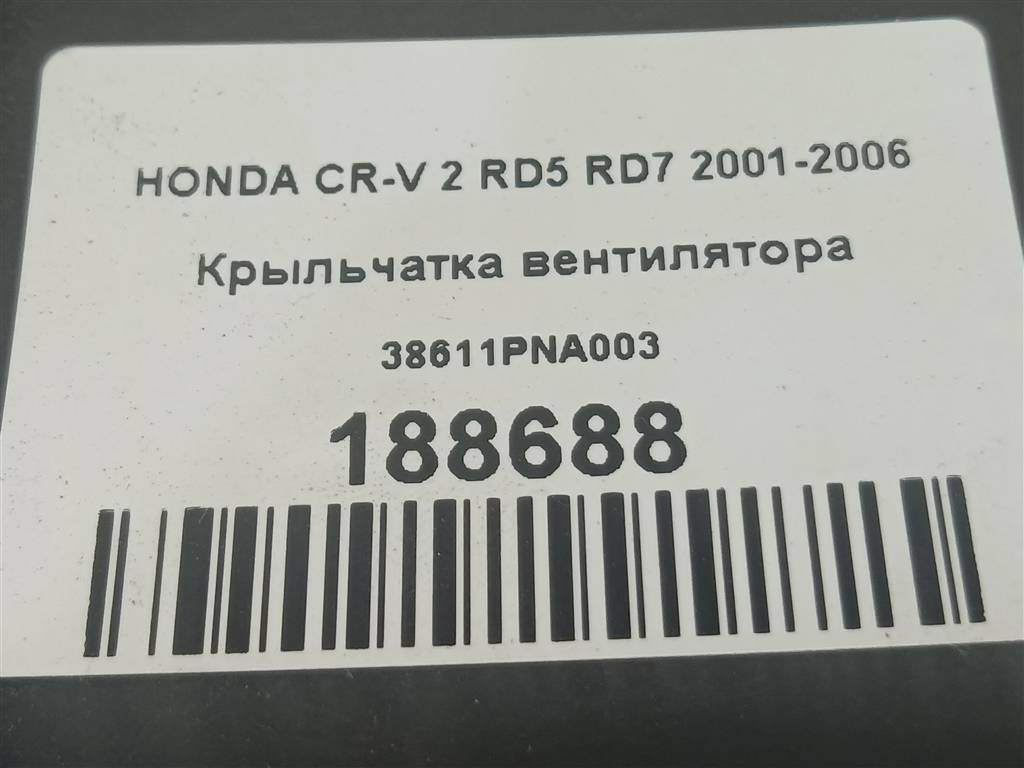 HONDA CR-V 2 RD5 RD7 2001-2006
Крыльчатка вентилятора
38611PNA003
188688